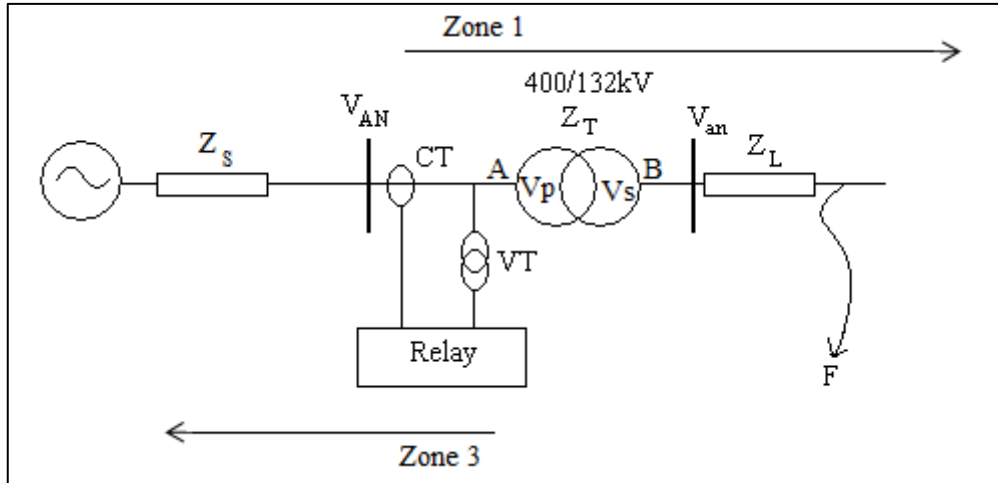 Zone 1
400/132kV
V_AN
Z_T
V_an
Z_S
CT
A
B
Z_L
Vp
Vs
VT
Relay
F
Zone 3